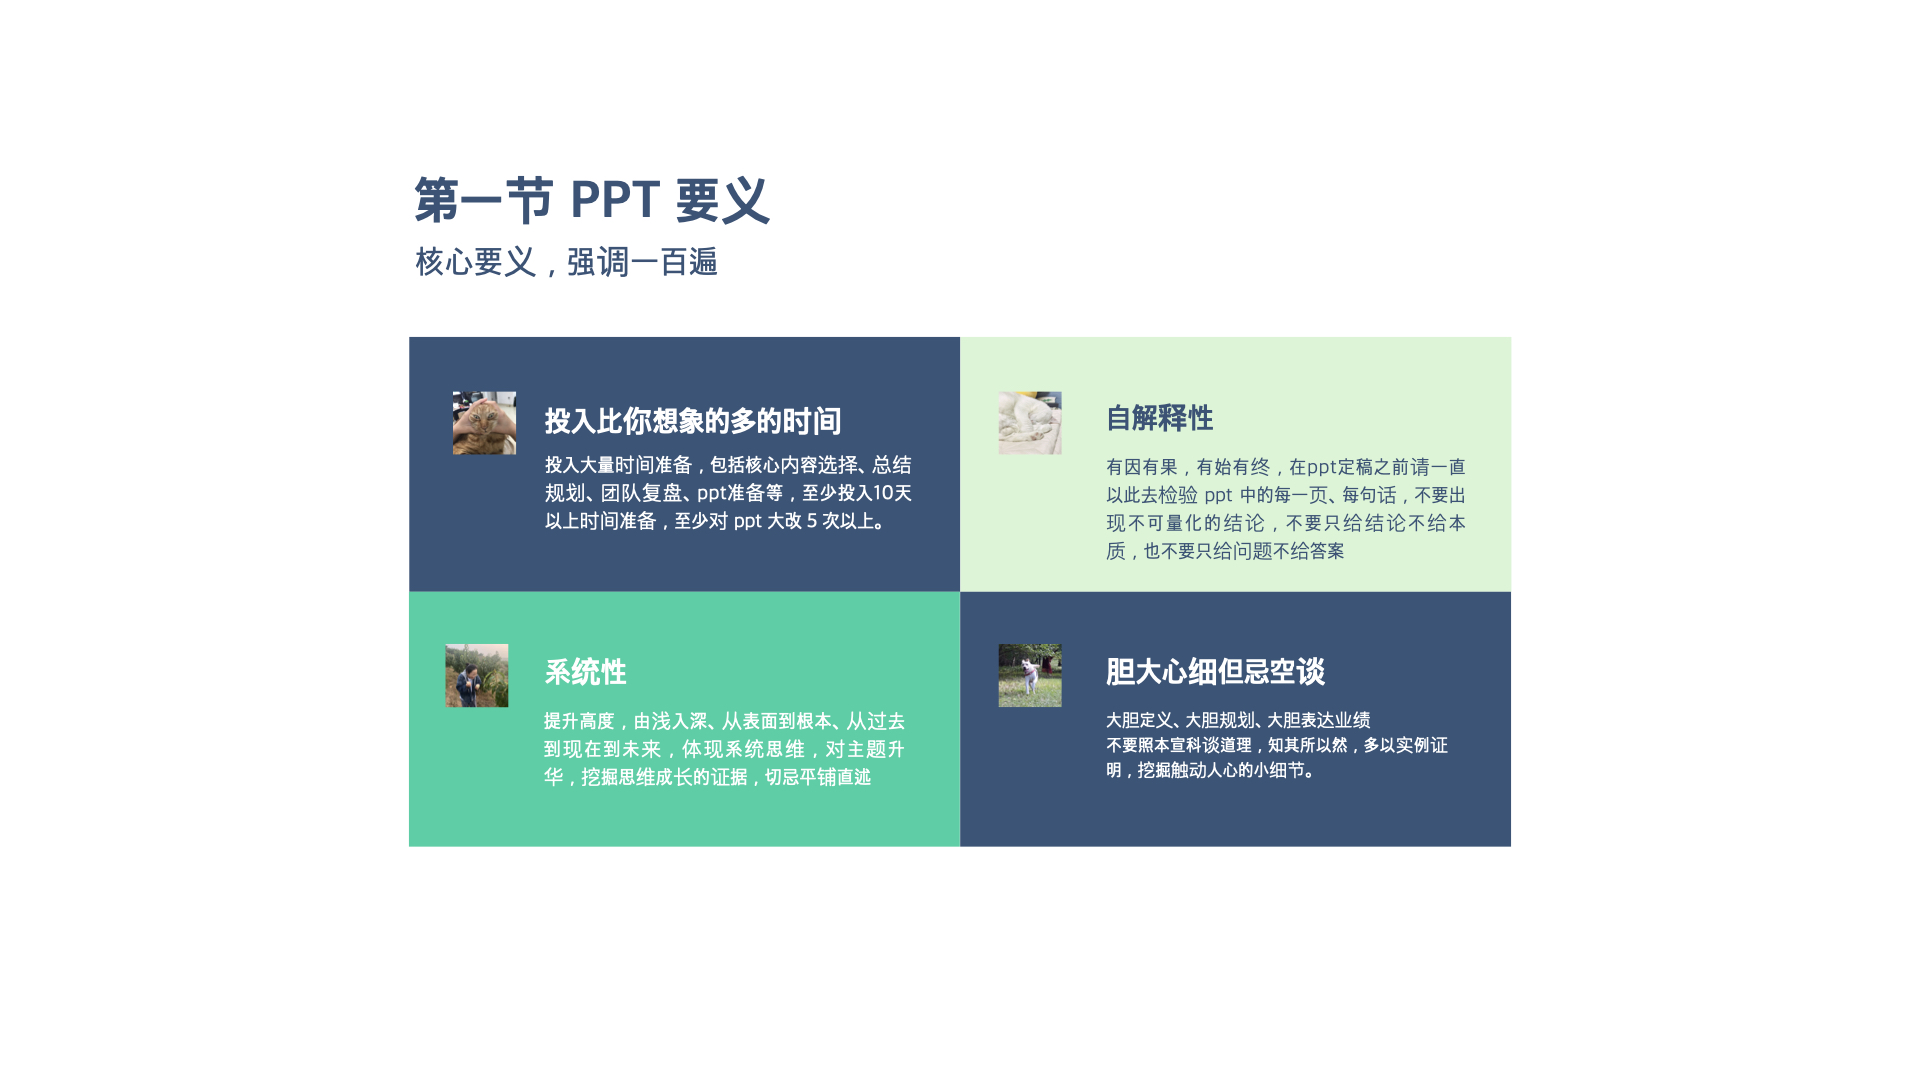 第一节 PPT 要义
核心要义，强调一百遍
投入比你想象的多的时间
投入大量时间准备，包括核心内容选择、总结
规划、团队复盘、ppt准备等，至少投入10天
以上时间准备，至少对 ppt 大改 5 次以上。
自解释性
有因有果，有始有终，在ppt定稿之前请一直
以此去检验 ppt 中的每一页、每句话，不要出
现不可量化的结论，不要只给结论不给本
质，也不要只给问题不给答案
系统性
提升高度，由浅入深、从表面到根本、从过去
到现在到未来，体现系统思维，对主题升
华，挖掘思维成长的证据，切忌平铺直述
胆大心细但忌空谈
大胆定义、大胆规划、大胆表达业绩
不要照本宣科谈道理，知其所以然，多以实例证
明，挖掘触动人心的小细节。